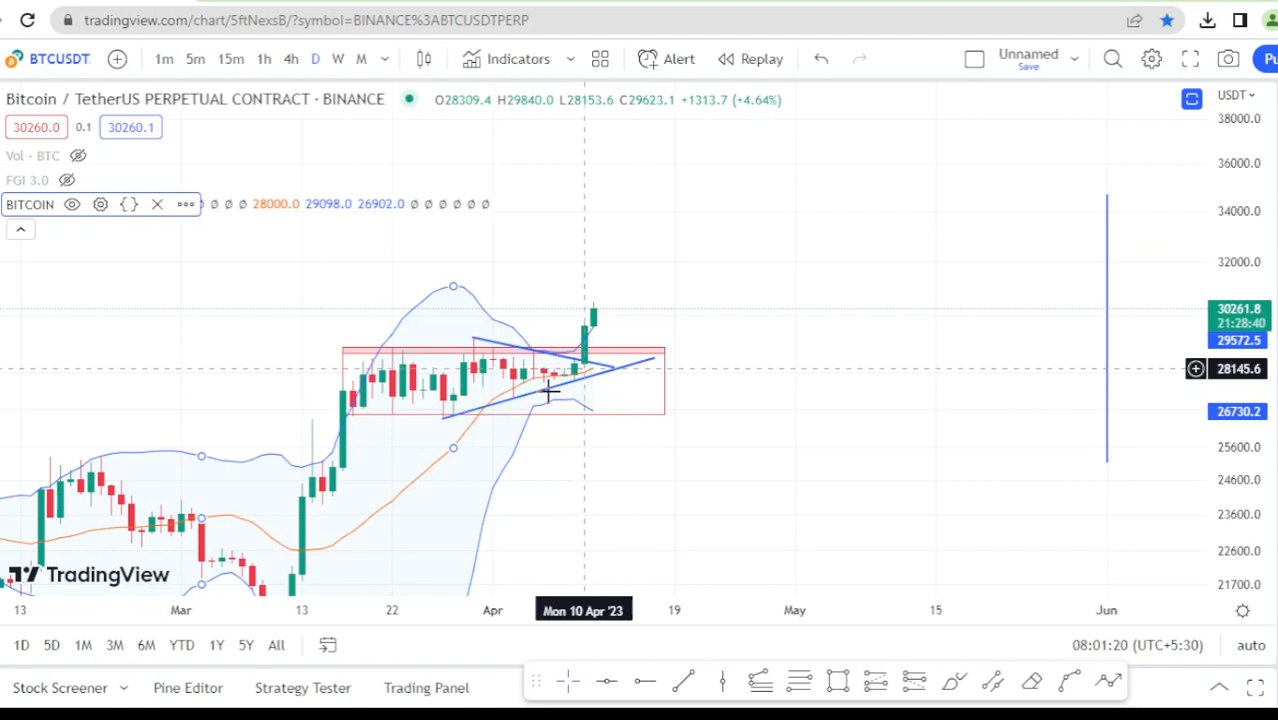 tradingview.com/chart/5ftNexsB/?symbol=BINANCE%3ABTCUSDTPERP
BTCUSDT 1m 5m 15m 1h 4h D W M Indicators Alert Replay Unnamed Save Pu
Bitcoin / TetherUS PERPETUAL CONTRACT · BINANCE O28309.4 H29840.0 L28153.6 C29623.1 +1313.7 (+4.64%) USDT
30260.0 0.1 30260.1
Vol · BTC
FGI 3.0
BITCOIN ∅ ∅ ∅ 28000.0 29098.0 26902.0 ∅ ∅ ∅ ∅ ∅ ∅
38000.0
36000.0
34000.0
32000.0
30261.8
21:28:40
29572.5
28145.6
26730.2
25600.0
24600.0
23600.0
22600.0
21700.0
TradingView
13 Mar 13 22 Apr Mon 10 Apr '23 19 May 15 Jun
1D 5D 1M 3M 6M YTD 1Y 5Y All 08:01:20 (UTC+5:30) auto
Stock Screener Pine Editor Strategy Tester Trading Panel